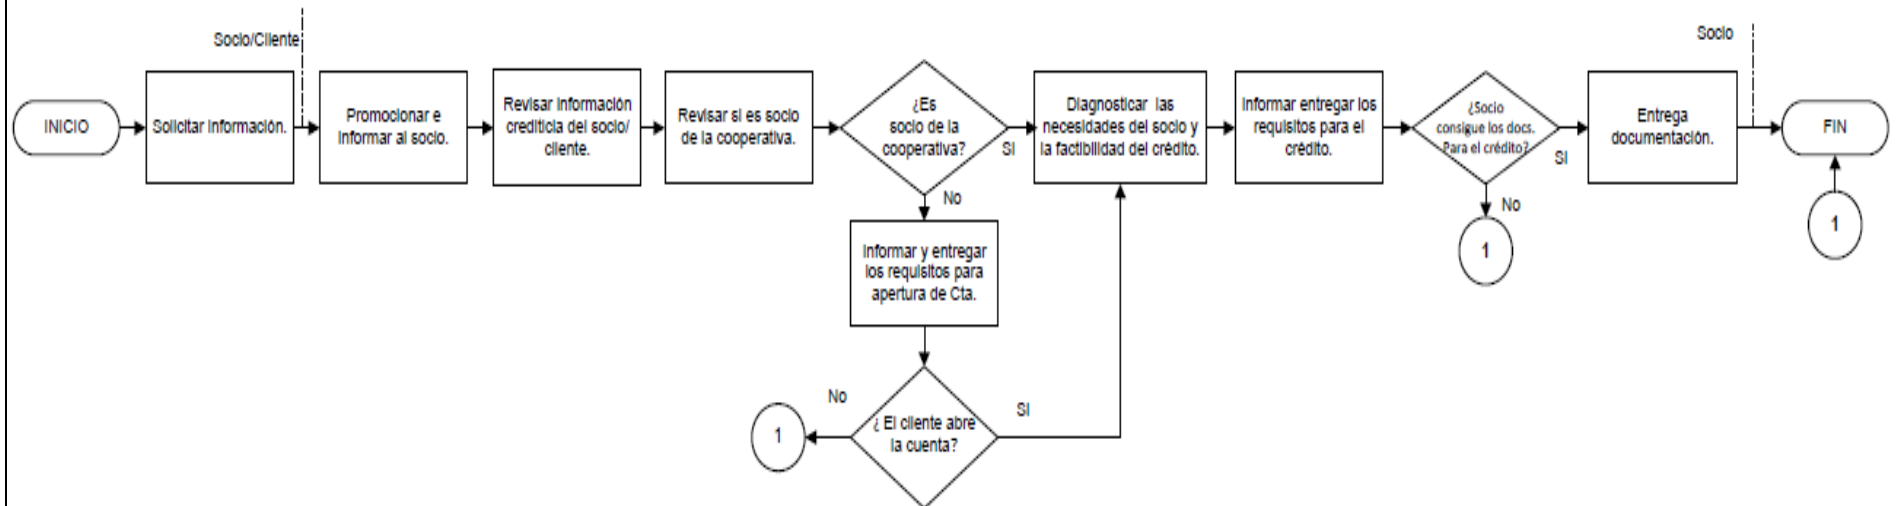 Socio/Cliente
Socio
INICIO
Solicitar Información.
Promocionar e
Informar al socio.
Revisar Información
crediticia del socio/
cliente.
Revisar si es socio
de la cooperativa.
¿Es
socio de la
cooperativa?
SI
No
Diagnosticar las
necesidades del socio y
la factibilidad del crédito.
Informar entregar los
requisitos para el
crédito.
¿Socio
consigue los docs.
Para el crédito?
SI
No
1
Entrega
documentación.
FIN
1
Informar y entregar
los requisitos para
apertura de Cta.
¿ El cliente abre
la cuenta?
No
SI
1